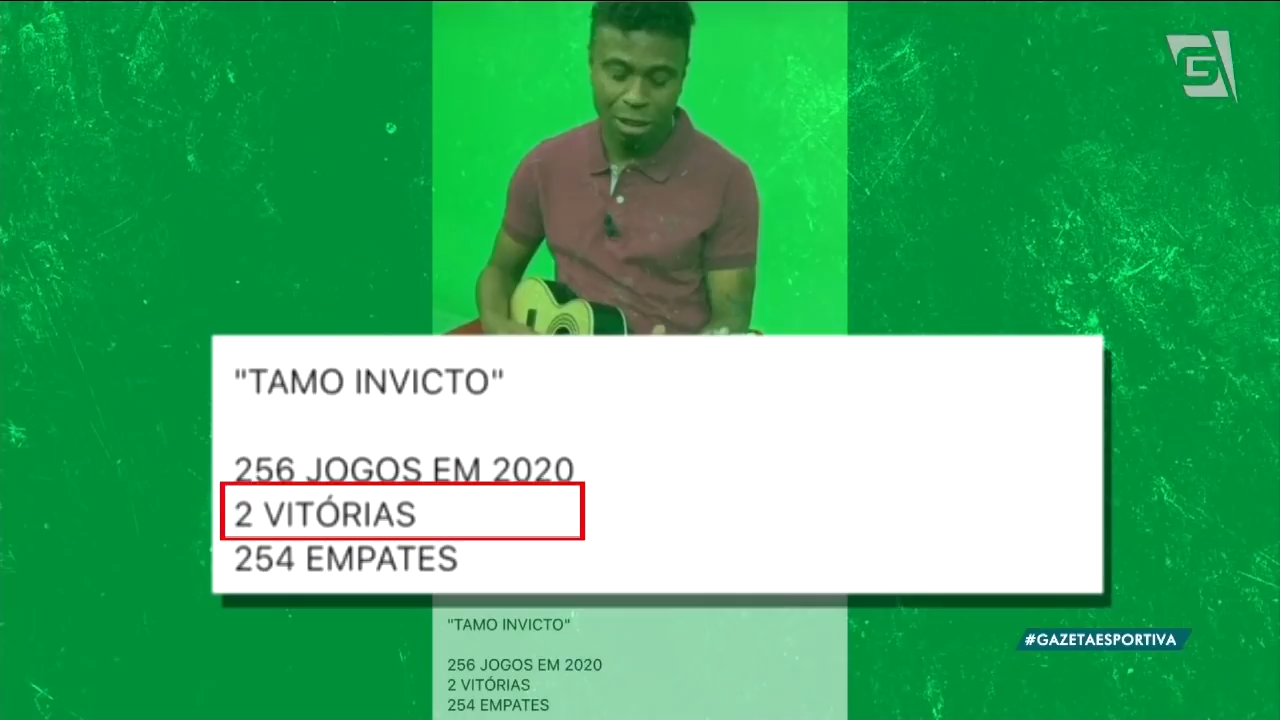 "TAMO INVICTO"
256 JOGOS EM 2020
2 VITÓRIAS
254 EMPATES
#GAZETAESPORTIVA
"TAMO INVICTO"
256 JOGOS EM 2020
2 VITÓRIAS
254 EMPATES